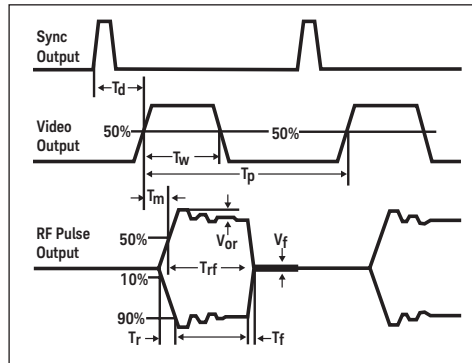 Sync
Output
Td
Video
Output
50%
50%
Tw
Tp
Tm
RF Pulse
Output
50%
Vor
Vf
Trf
10%
90%
Tr
Tf